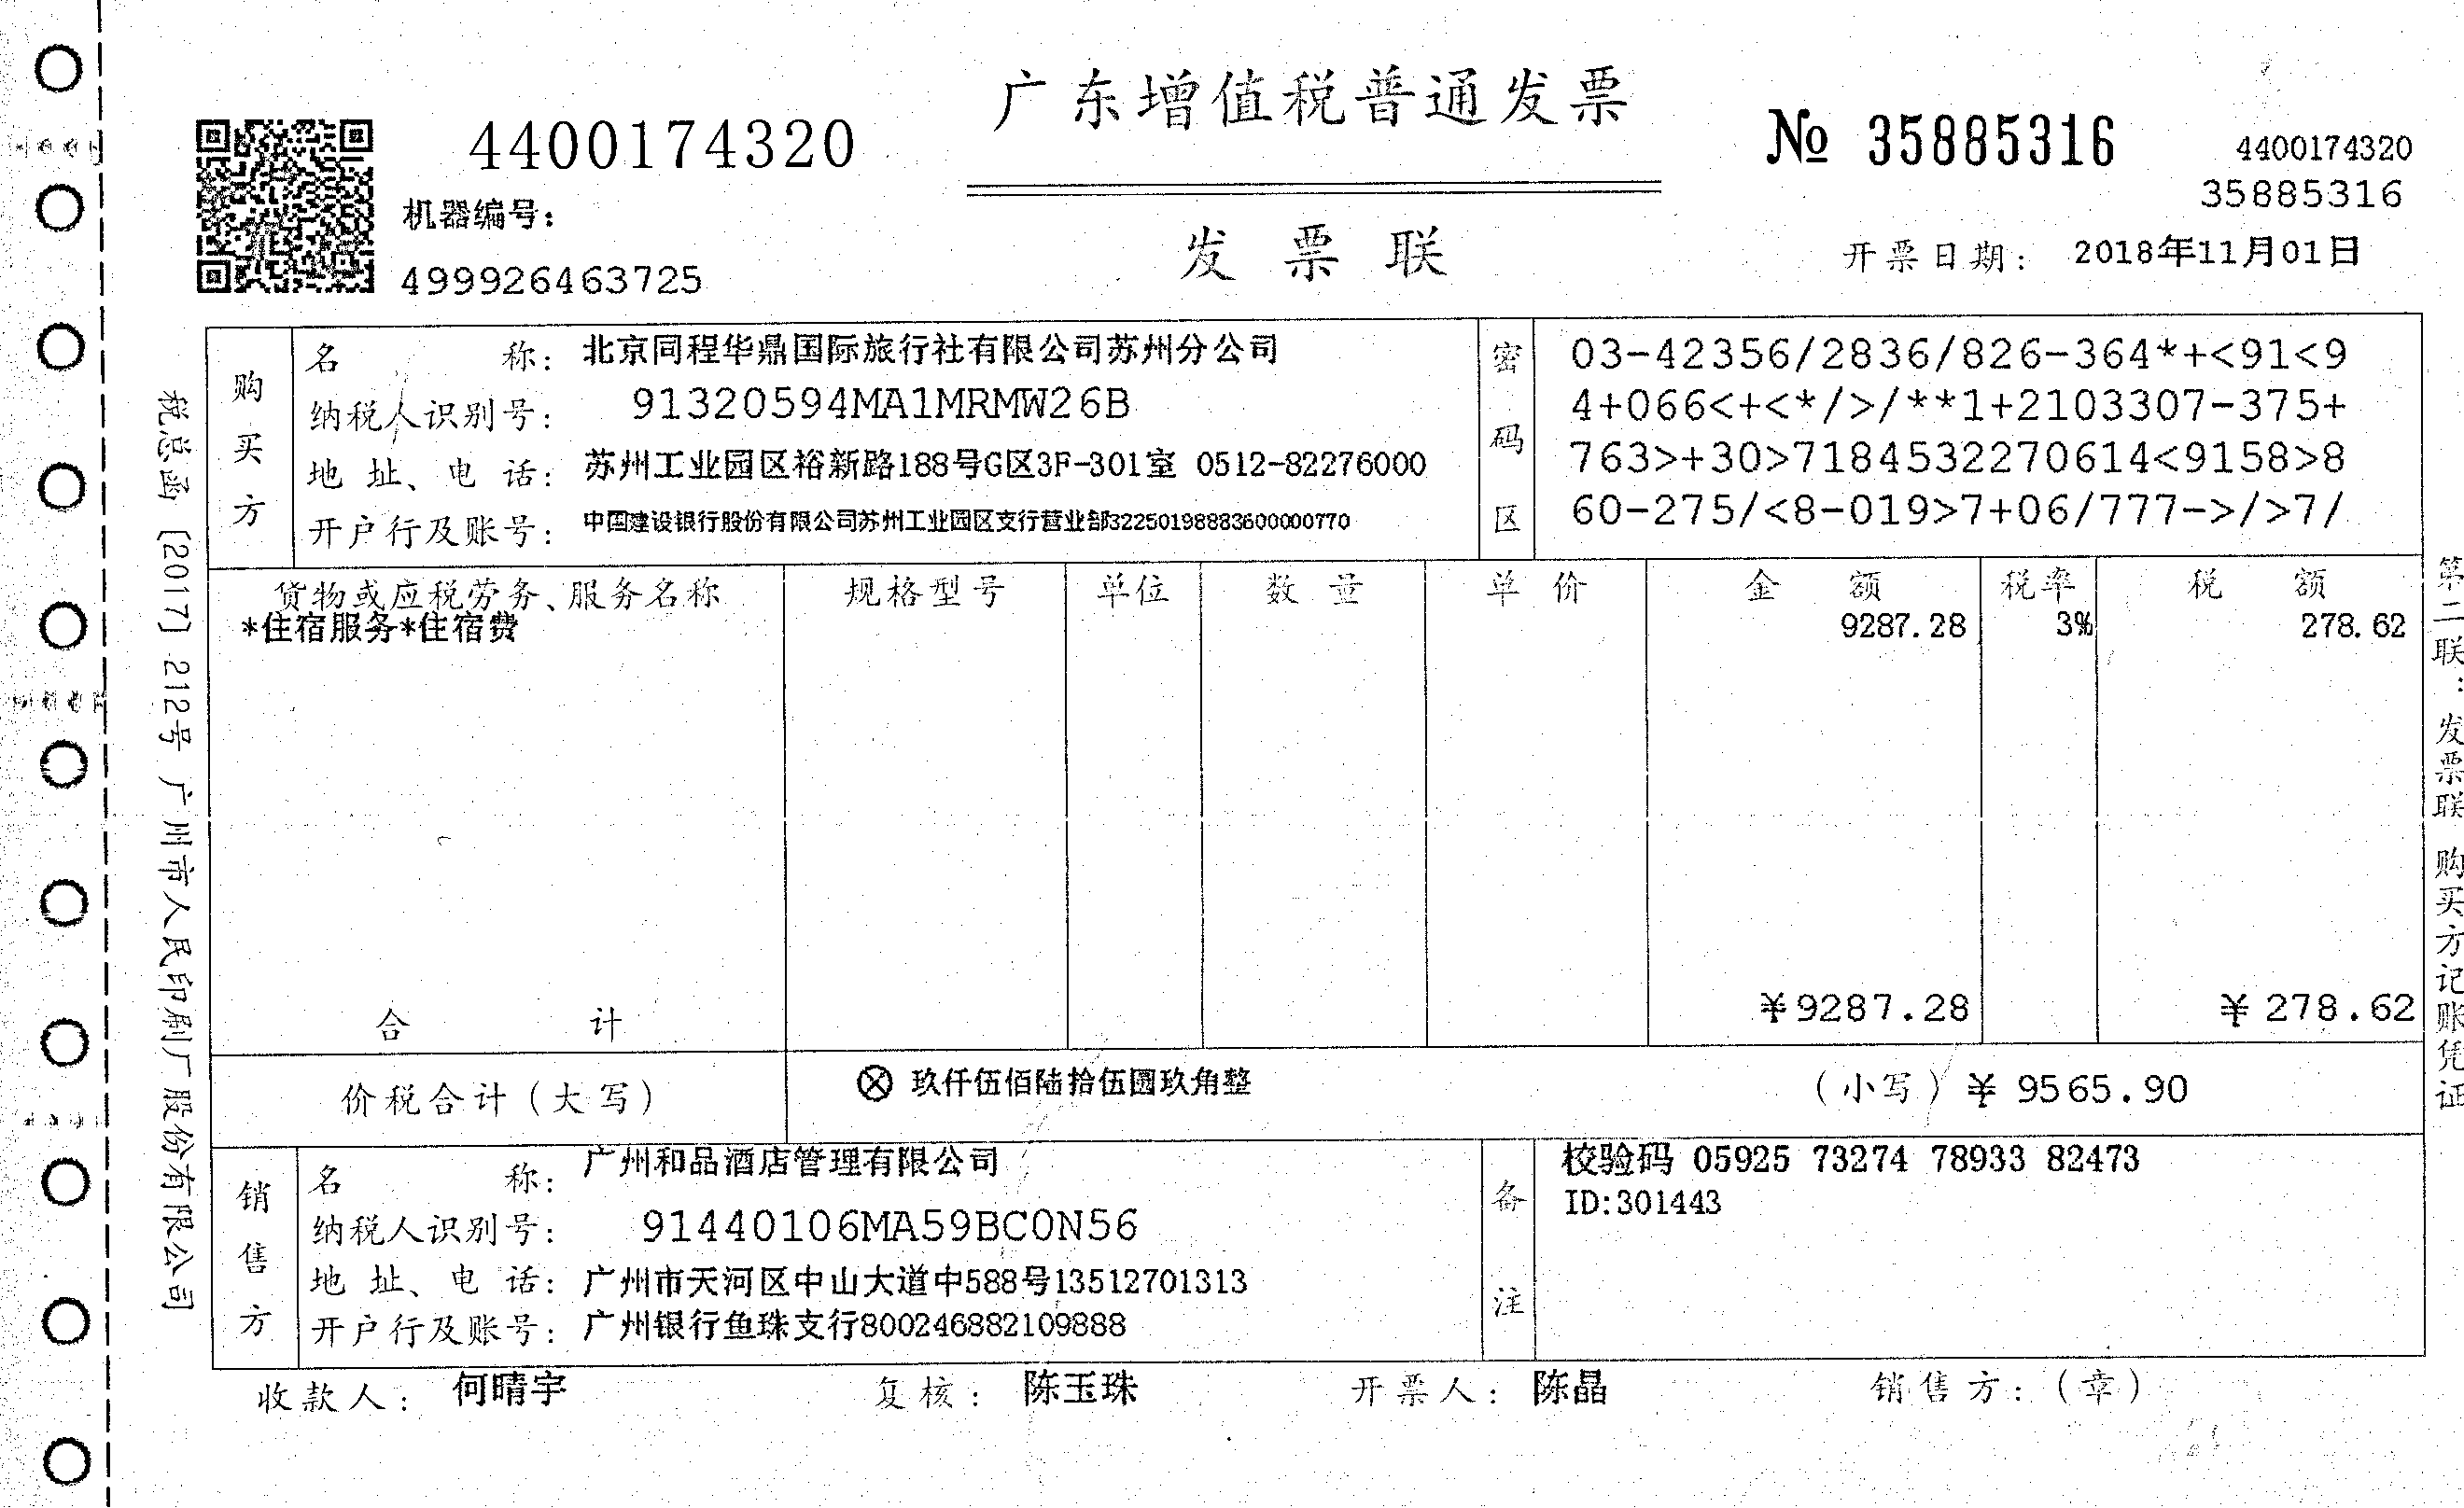 广东增值税普通发票
4400174320
№ 35885316
4400174320
35885316
机器编号:
499926463725
发票联
开票日期: 2018年11月01日
购买方
名称: 北京同程华鼎国际旅行社有限公司苏州分公司
纳税人识别号: 91320594MA1MRMW26B
地址、电话: 苏州工业园区裕新路188号G区3F-301室 0512-82276000
开户行及账号: 中国建设银行股份有限公司苏州工业园区支行营业部32250198883600000770
密码区
03-42356/2836/826-364*+<91<9
4+066<+<*/>/**1+2103307-375+
763>+30>7184532270614<9158>8
60-275/<8-019>7+06/777->/>7/
货物或应税劳务、服务名称 规格型号 单位 数量 单价 金额 税率 税额
*住宿服务*住宿费 9287.28 3% 278.62
合计 ¥9287.28 ¥278.62
价税合计(大写) ⊗ 玖仟伍佰陆拾伍圆玖角整 (小写) ¥9565.90
销售方
名称: 广州和品酒店管理有限公司
纳税人识别号: 91440106MA59BC0N56
地址、电话: 广州市天河区中山大道中588号13512701313
开户行及账号: 广州银行鱼珠支行800246882109888
备注
校验码 05925 73274 78933 82473
ID:301443
收款人: 何晴宇 复核: 陈玉珠 开票人: 陈晶 销售方:(章)
税总函[2017]212号 广州市人民印刷厂股份有限公司
第二联:发票联 购买方记账凭证